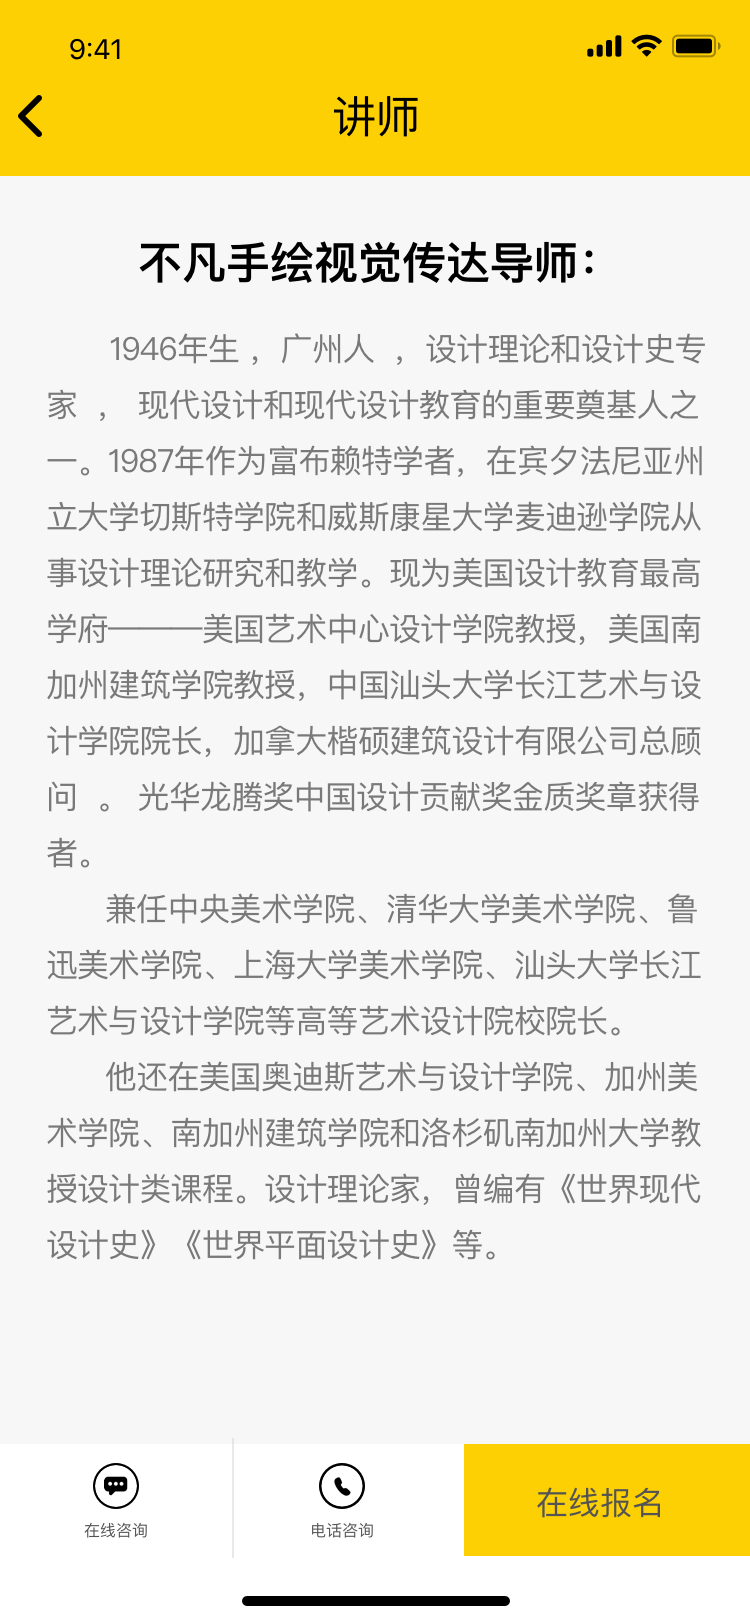 9:41
讲师
不凡手绘视觉传达导师：
1946年生 ，广州人 ，设计理论和设计史专
家 ， 现代设计和现代设计教育的重要奠基人之
一。1987年作为富布赖特学者，在宾夕法尼亚州
立大学切斯特学院和威斯康星大学麦迪逊学院从
事设计理论研究和教学。现为美国设计教育最高
学府———美国艺术中心设计学院教授，美国南
加州建筑学院教授，中国汕头大学长江艺术与设
计学院院长，加拿大楷硕建筑设计有限公司总顾
问 。 光华龙腾奖中国设计贡献奖金质奖章获得
者。
兼任中央美术学院、清华大学美术学院、鲁
迅美术学院、上海大学美术学院、汕头大学长江
艺术与设计学院等高等艺术设计院校院长。
他还在美国奥迪斯艺术与设计学院、加州美
术学院、南加州建筑学院和洛杉矶南加州大学教
授设计类课程。设计理论家，曾编有《世界现代
设计史》《世界平面设计史》等。
在线咨询
电话咨询
在线报名